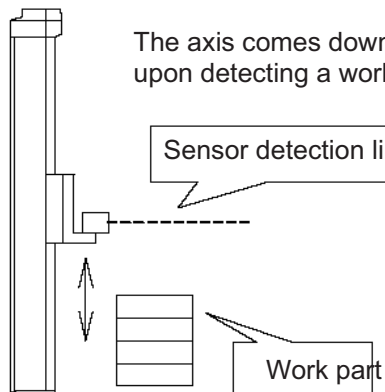 The axis comes down
upon detecting a work
Sensor detection li
Work part